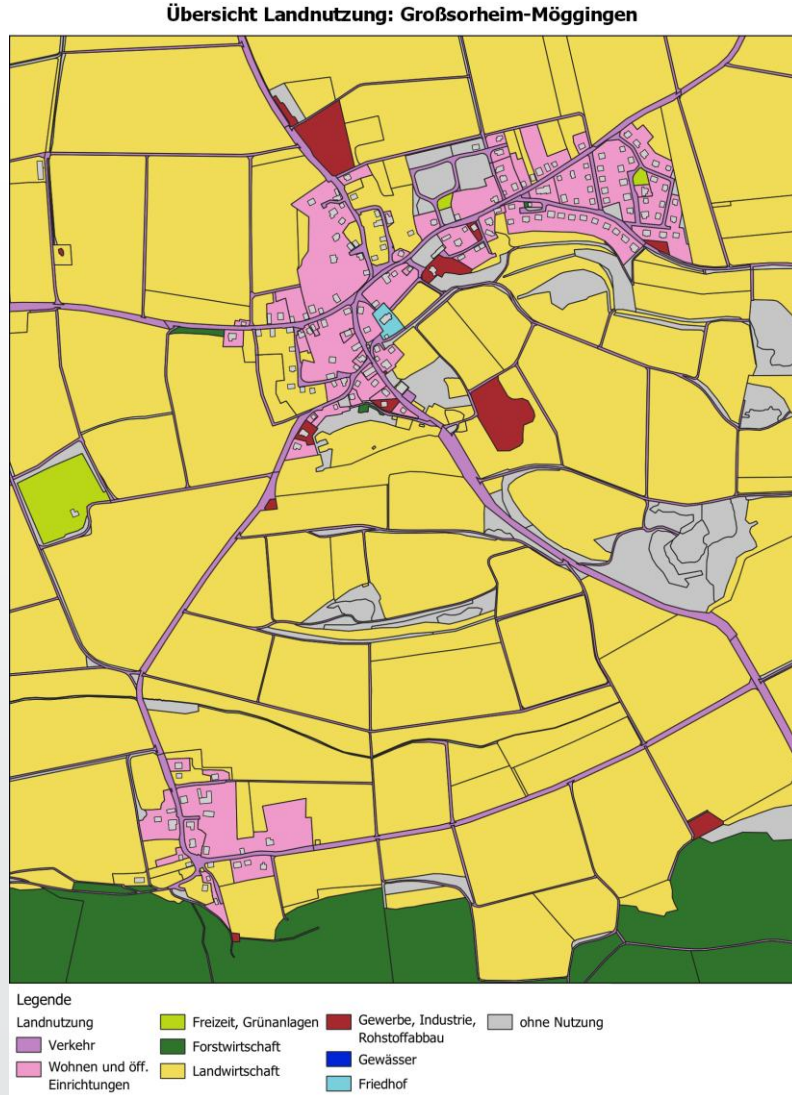 Übersicht Landnutzung: Großsorheim-Möggingen
Legende
Landnutzung
Verkehr
Wohnen und öff.
Einrichtungen
Freizeit, Grünanlagen
Forstwirtschaft
Landwirtschaft
Gewerbe, Industrie,
Rohstoffabbau
Gewässer
Friedhof
ohne Nutzung